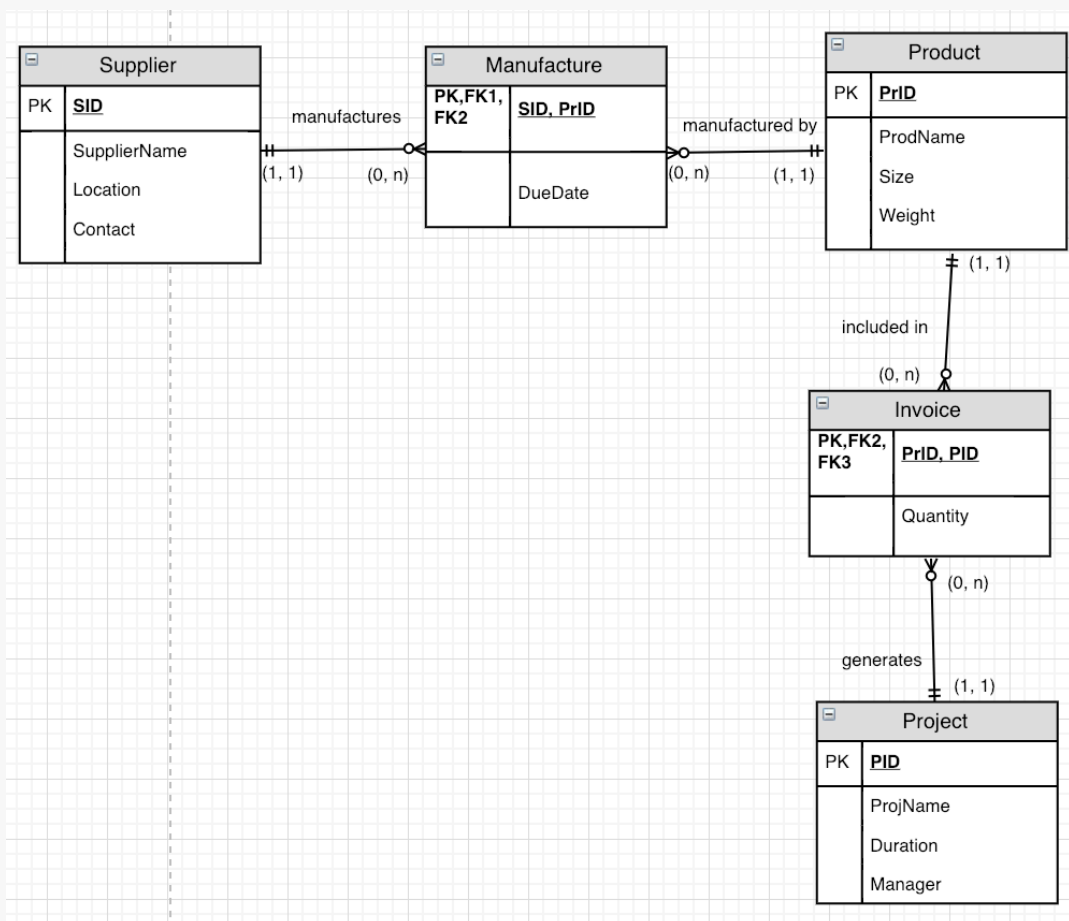 Supplier
PK SID
SupplierName
Location
Contact
manufactures
(1, 1)
(0, n)
Manufacture
PK,FK1,
FK2
SID, PrID
DueDate
manufactured by
(0, n)
(1, 1)
Product
PK PrID
ProdName
Size
Weight
(1, 1)
included in
(0, n)
Invoice
PK,FK2,
FK3
PrID, PID
Quantity
(0, n)
generates
(1, 1)
Project
PK PID
ProjName
Duration
Manager